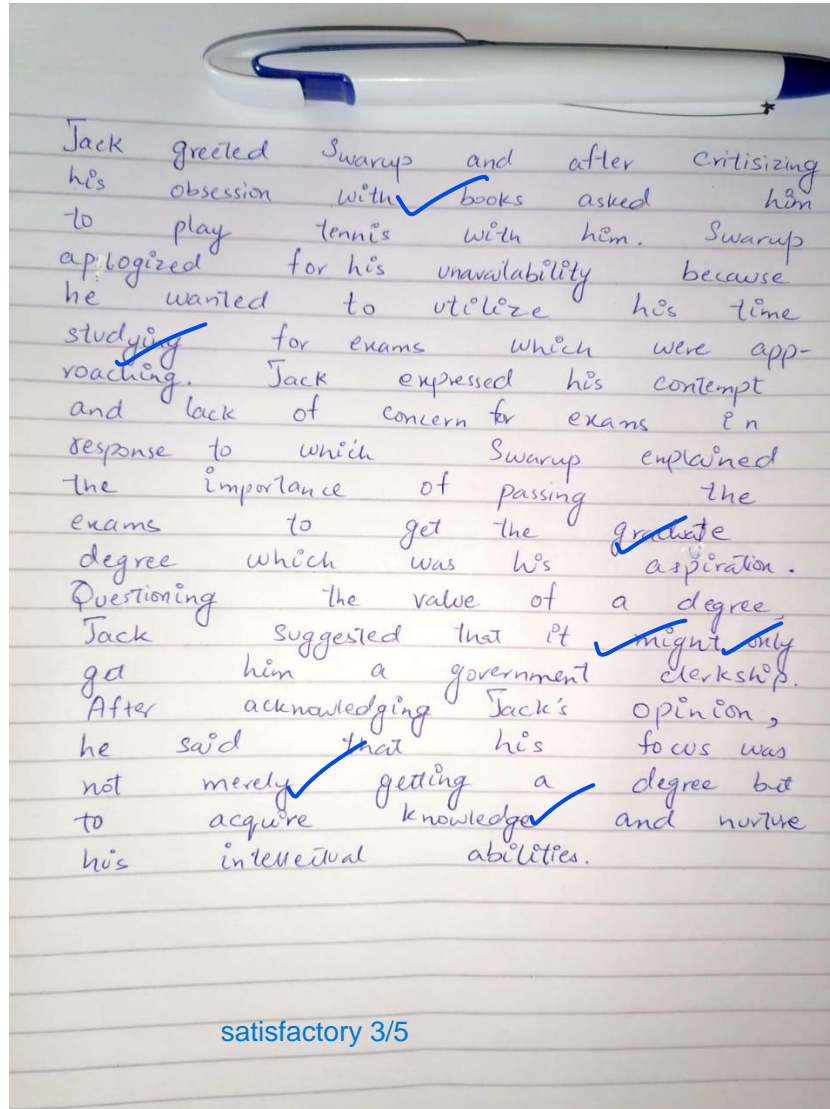 Jack greeted Swarup and after critisizing
his obsession with books asked him
to play tennis with him. Swarup
apologized for his unavailability because
he wanted to utilize his time
studying for exams which were app-
roaching. Jack expressed his contempt
and lack of concern for exams in
response to which Swarup explained
the importance of passing the
exams to get the graduate
degree which was his aspiration.
Questioning the value of a degree,
Jack suggested that it might only
get him a government clerkship.
After acknowledging Jack's opinion,
he said that his focus was
not merely getting a degree but
to acquire knowledge and nurture
his intellectual abilities.
satisfactory 3/5